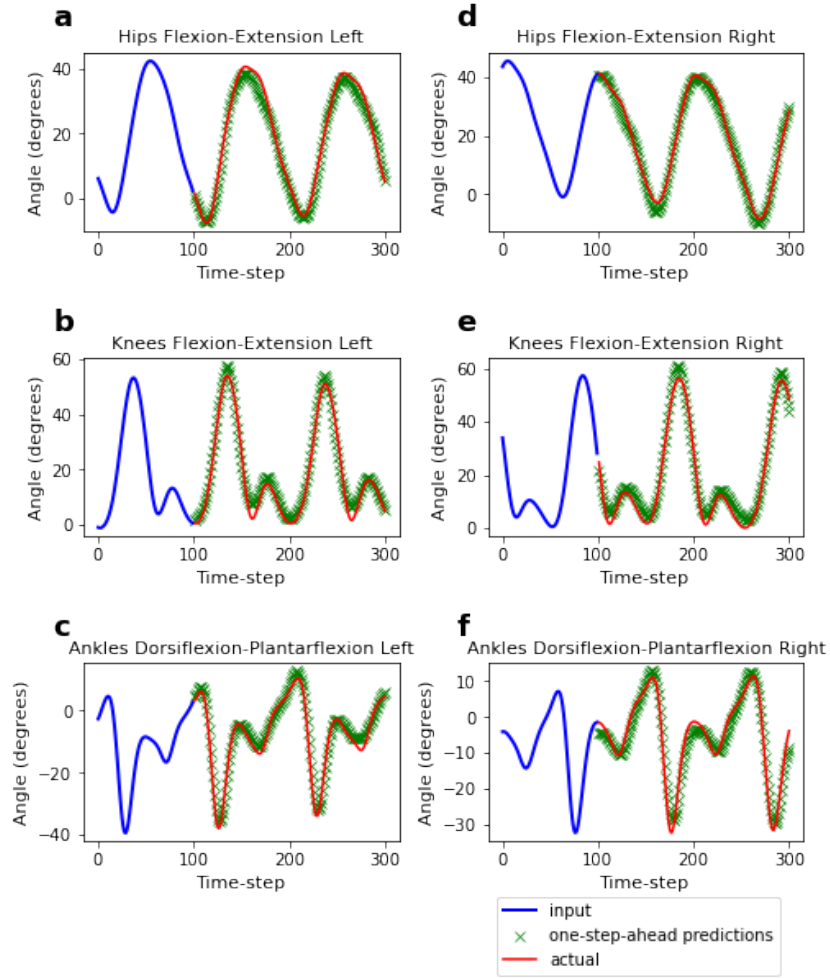 a
Hips Flexion-Extension Left
Angle (degrees)
40
20
0
0
100
200
300
Time-step
d
Hips Flexion-Extension Right
Angle (degrees)
40
20
0
0
100
200
300
Time-step
b
Knees Flexion-Extension Left
Angle (degrees)
60
40
20
0
0
100
200
300
Time-step
e
Knees Flexion-Extension Right
Angle (degrees)
60
40
20
0
0
100
200
300
Time-step
c
Ankles Dorsiflexion-Plantarflexion Left
Angle (degrees)
0
−20
−40
0
100
200
300
Time-step
f
Ankles Dorsiflexion-Plantarflexion Right
Angle (degrees)
10
0
−10
−20
−30
0
100
200
300
Time-step
input
one-step-ahead predictions
actual